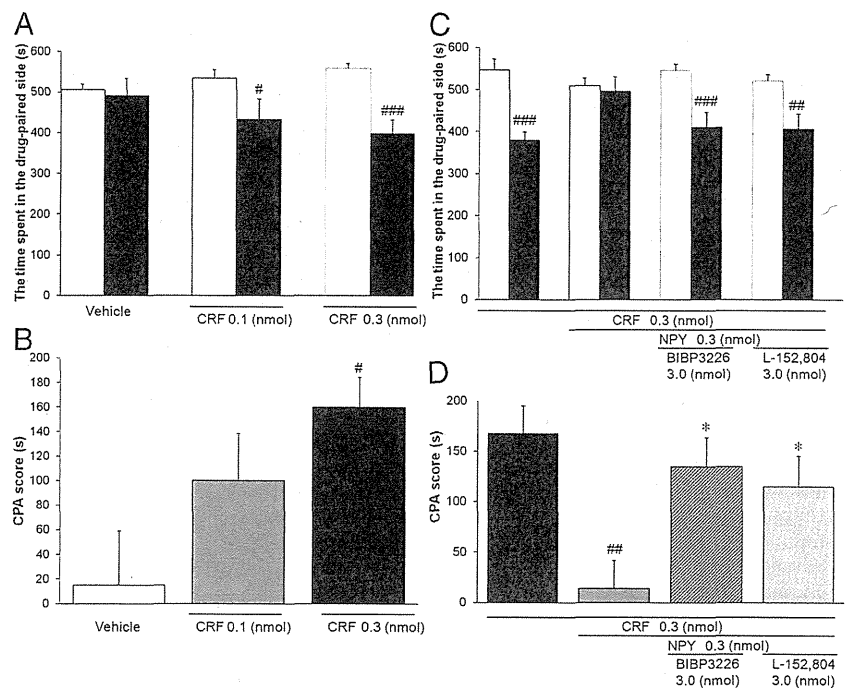 A
The time spent in the drug-paired side (s)
600
500
400
300
200
100
0
#
###
Vehicle
CRF 0.1 (nmol)
CRF 0.3 (nmol)
B
CPA score (s)
200
180
160
140
120
100
80
60
40
20
0
#
Vehicle
CRF 0.1 (nmol)
CRF 0.3 (nmol)
C
The time spent in the drug-paired side (s)
600
500
400
300
200
100
0
###
###
##
CRF 0.3 (nmol)
NPY 0.3 (nmol)
BIBP3226
3.0 (nmol)
L-152,804
3.0 (nmol)
D
CPA score (s)
200
150
100
50
0
##
*
*
CRF 0.3 (nmol)
NPY 0.3 (nmol)
BIBP3226
3.0 (nmol)
L-152,804
3.0 (nmol)